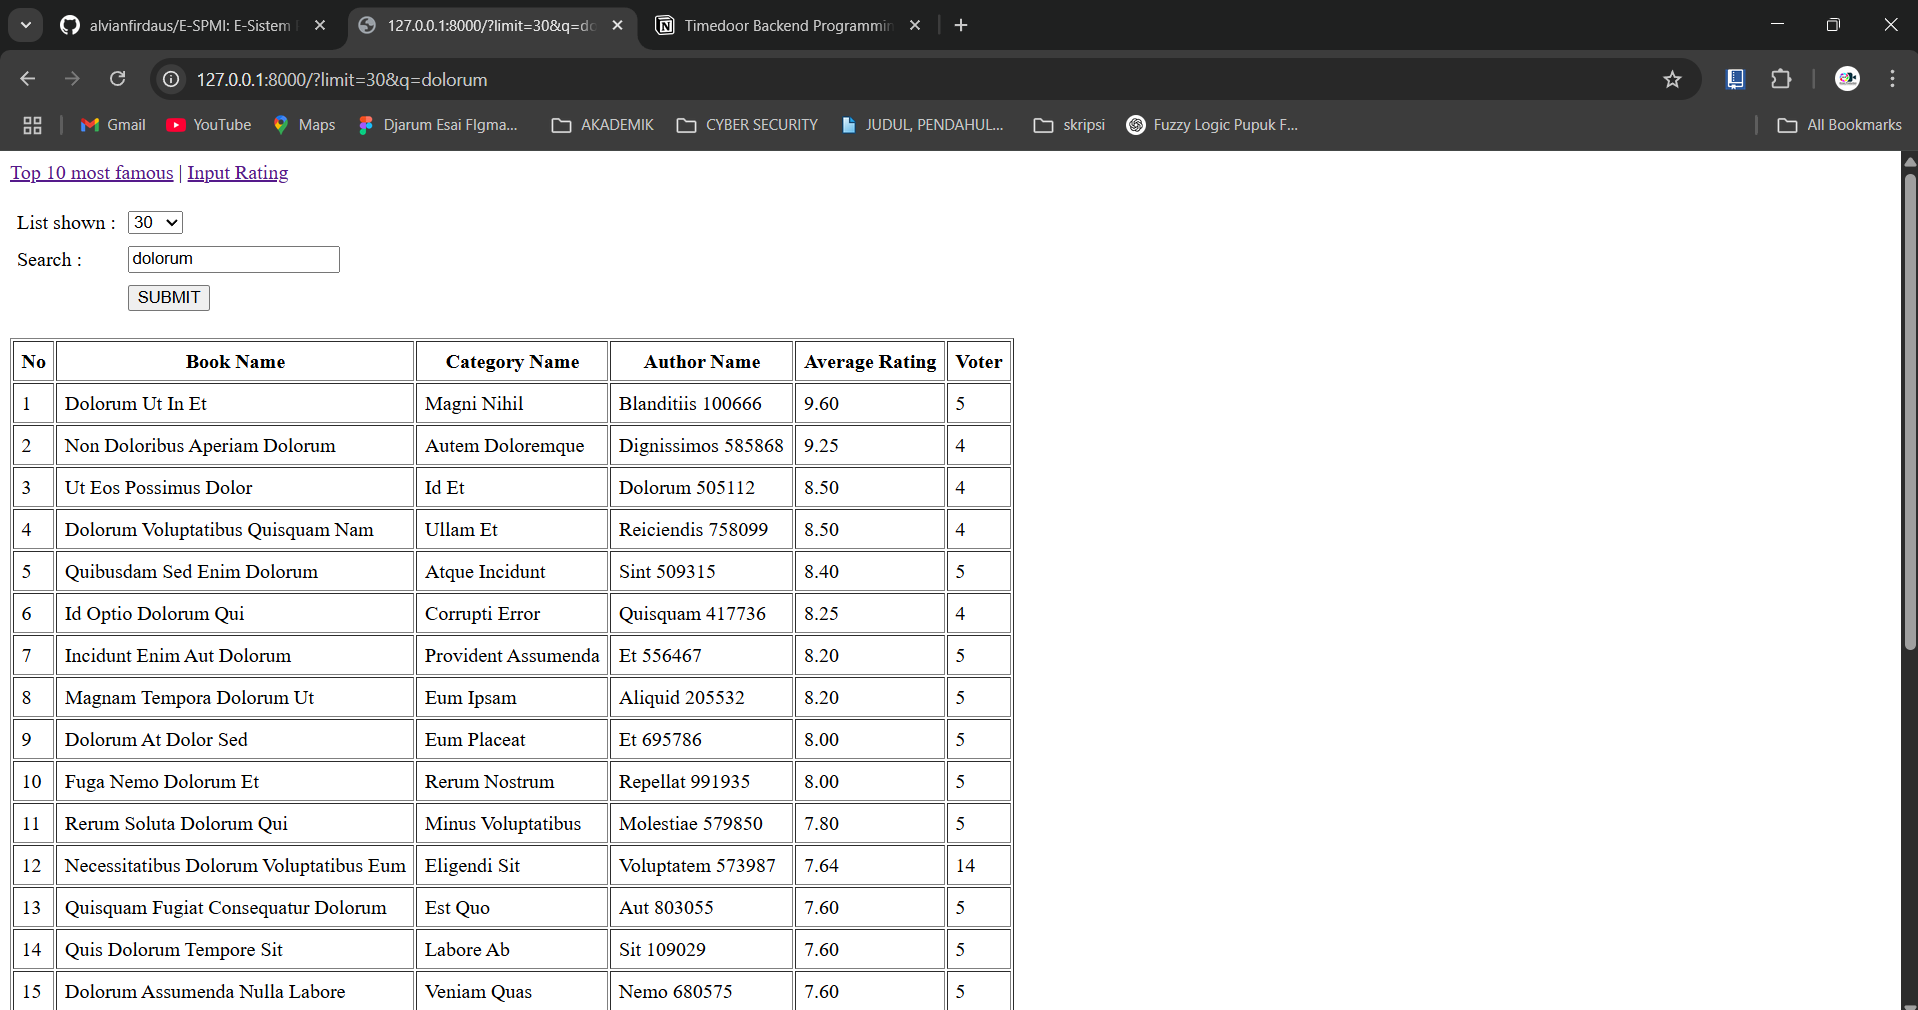 alvianfirdaus/E-SPMI: E-Sistem
127.0.0.1:8000/?limit=30&q=do
Timedoor Backend Programmin
127.0.0.1:8000/?limit=30&q=dolorum
Gmail YouTube Maps Djarum Esai FIgma... AKADEMIK CYBER SECURITY JUDUL, PENDAHUL... skripsi Fuzzy Logic Pupuk F... All Bookmarks
Top 10 most famous | Input Rating
List shown : 30
Search : dolorum
SUBMIT
No Book Name Category Name Author Name Average Rating Voter
1 Dolorum Ut In Et Magni Nihil Blanditiis 100666 9.60 5
2 Non Doloribus Aperiam Dolorum Autem Doloremque Dignissimos 585868 9.25 4
3 Ut Eos Possimus Dolor Id Et Dolorum 505112 8.50 4
4 Dolorum Voluptatibus Quisquam Nam Ullam Et Reiciendis 758099 8.50 4
5 Quibusdam Sed Enim Dolorum Atque Incidunt Sint 509315 8.40 5
6 Id Optio Dolorum Qui Corrupti Error Quisquam 417736 8.25 4
7 Incidunt Enim Aut Dolorum Provident Assumenda Et 556467 8.20 5
8 Magnam Tempora Dolorum Ut Eum Ipsam Aliquid 205532 8.20 5
9 Dolorum At Dolor Sed Eum Placeat Et 695786 8.00 5
10 Fuga Nemo Dolorum Et Rerum Nostrum Repellat 991935 8.00 5
11 Rerum Soluta Dolorum Qui Minus Voluptatibus Molestiae 579850 7.80 5
12 Necessitatibus Dolorum Voluptatibus Eum Eligendi Sit Voluptatem 573987 7.64 14
13 Quisquam Fugiat Consequatur Dolorum Est Quo Aut 803055 7.60 5
14 Quis Dolorum Tempore Sit Labore Ab Sit 109029 7.60 5
15 Dolorum Assumenda Nulla Labore Veniam Quas Nemo 680575 7.60 5